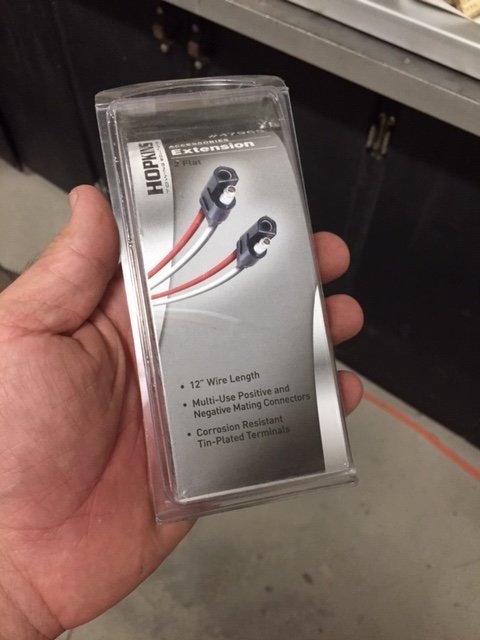 HOPKINS
ACCESSORIES
Extension
2 Flat
• 12" Wire Length
• Multi-Use Positive and
Negative Mating Connectors
• Corrosion Resistant
Tin-Plated Terminals